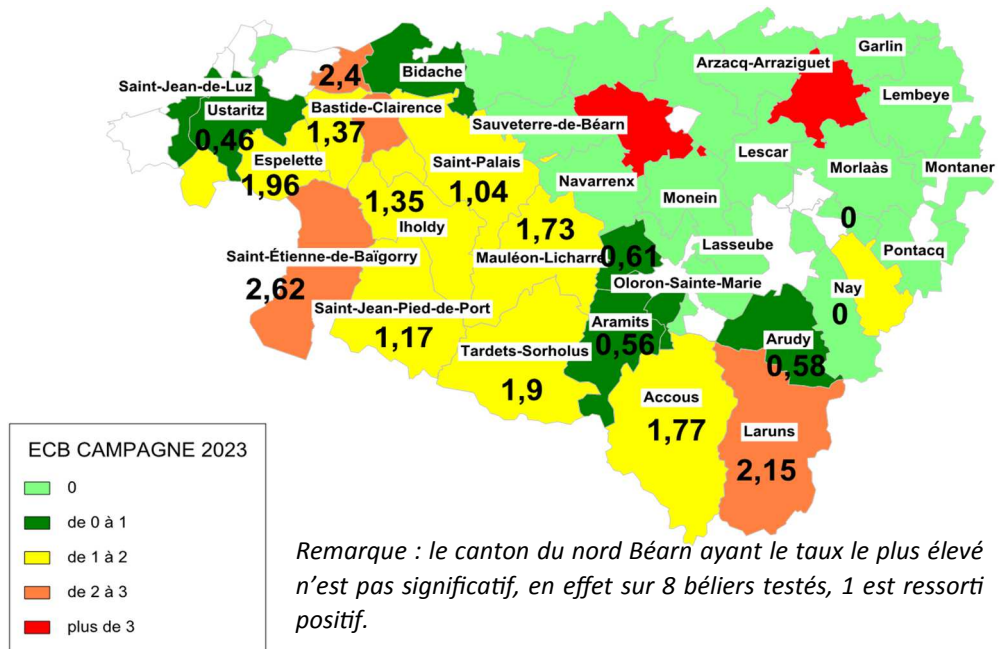 Garlin
Arzacq-Arraziguet
Bidache
2,4
Saint-Jean-de-Luz
Lembeye
Ustaritz
Bastide-Clairence
Sauveterre-de-Béarn
0,46
1,37
Lescar
Espelette
Saint-Palais
Morlaàs
Montaner
1,96
1,04
Navarrenx
Monein
1,35
0
Iholdy
1,73
Lasseube
Pontacq
Saint-Étienne-de-Baïgorry
Mauléon-Licharre
0,61
Oloron-Sainte-Marie
Nay
2,62
Saint-Jean-Pied-de-Port
0
1,17
Aramits
Arudy
Tardets-Sorholus
0,56
0,58
1,9
Accous
1,77
Laruns
2,15
ECB CAMPAGNE 2023
0
de 0 à 1
de 1 à 2
de 2 à 3
plus de 3
Remarque : le canton du nord Béarn ayant le taux le plus élevé
n’est pas significatif, en effet sur 8 béliers testés, 1 est ressorti
positif.